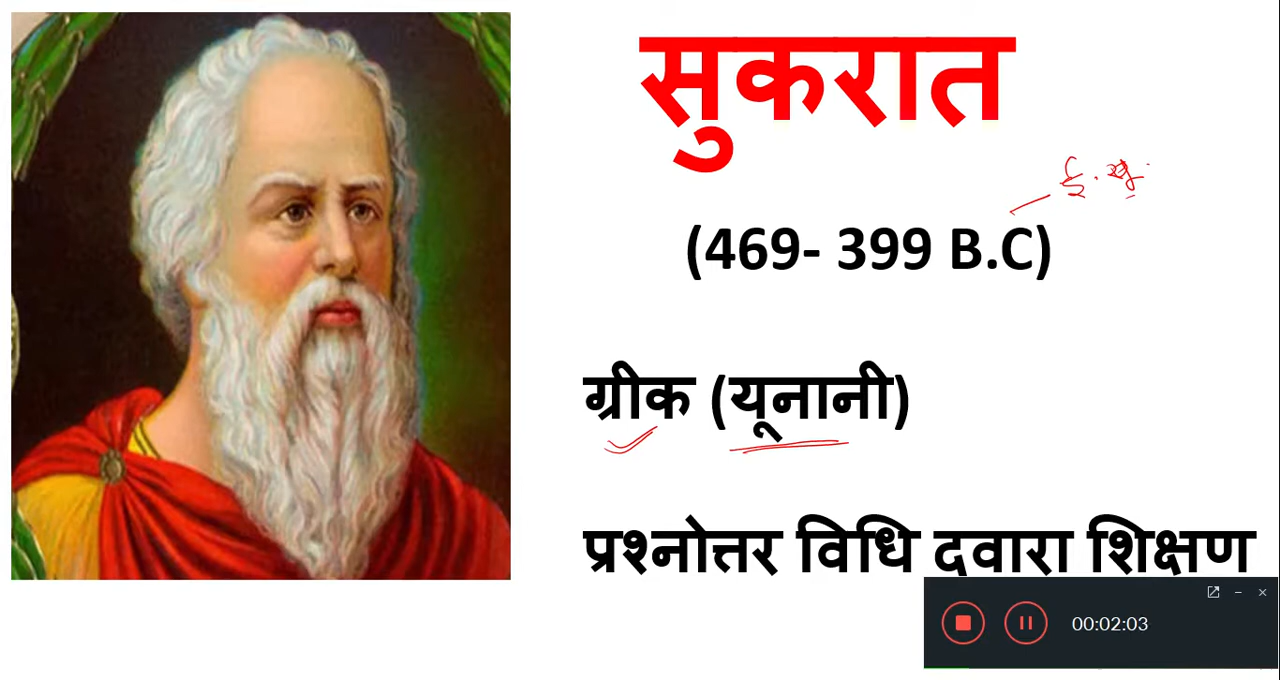 सुकरात
ई. पू.
(469- 399 B.C)
ग्रीक (यूनानी)
प्रश्नोत्तर विधि दवारा शिक्षण
00:02:03